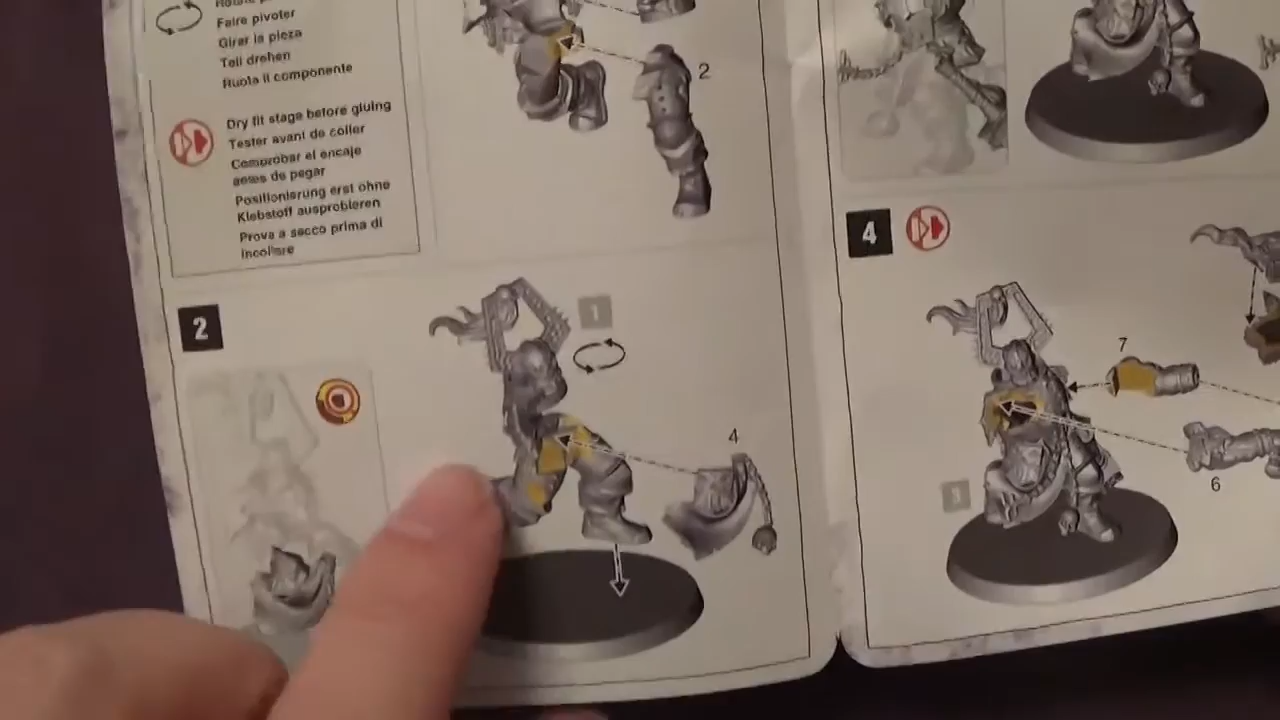 Faire pivoter
Girar la pieza
Teil drehen
Ruota il componente
Dry fit stage before gluing
Tester avant de coller
Comprobar el encaje
antes de pegar
Positionierung erst ohne
Klebstoff ausprobieren
Prova a secco prima di
incollare
2
2
1
4
4
7
6
3